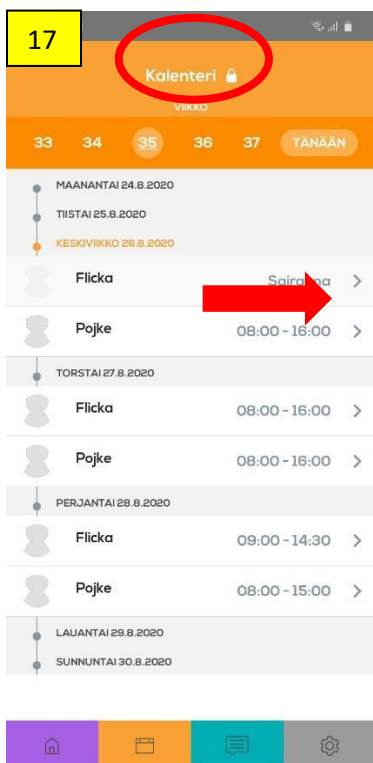 17
Kalenteri
VIIKKO
33 34 35 36 37 TÄNÄÄN
MAANANTAI 24.8.2020
TIISTAI 25.8.2020
KESKIVIIKKO 26.8.2020
Flicka
Pojke 08:00 - 16:00
TORSTAI 27.8.2020
Flicka 08:00 - 16:00
Pojke 08:00 - 16:00
PERJANTAI 28.8.2020
Flicka 09:00 - 14:30
Pojke 08:00 - 15:00
LAUANTAI 29.8.2020
SUNNUNTAI 30.8.2020